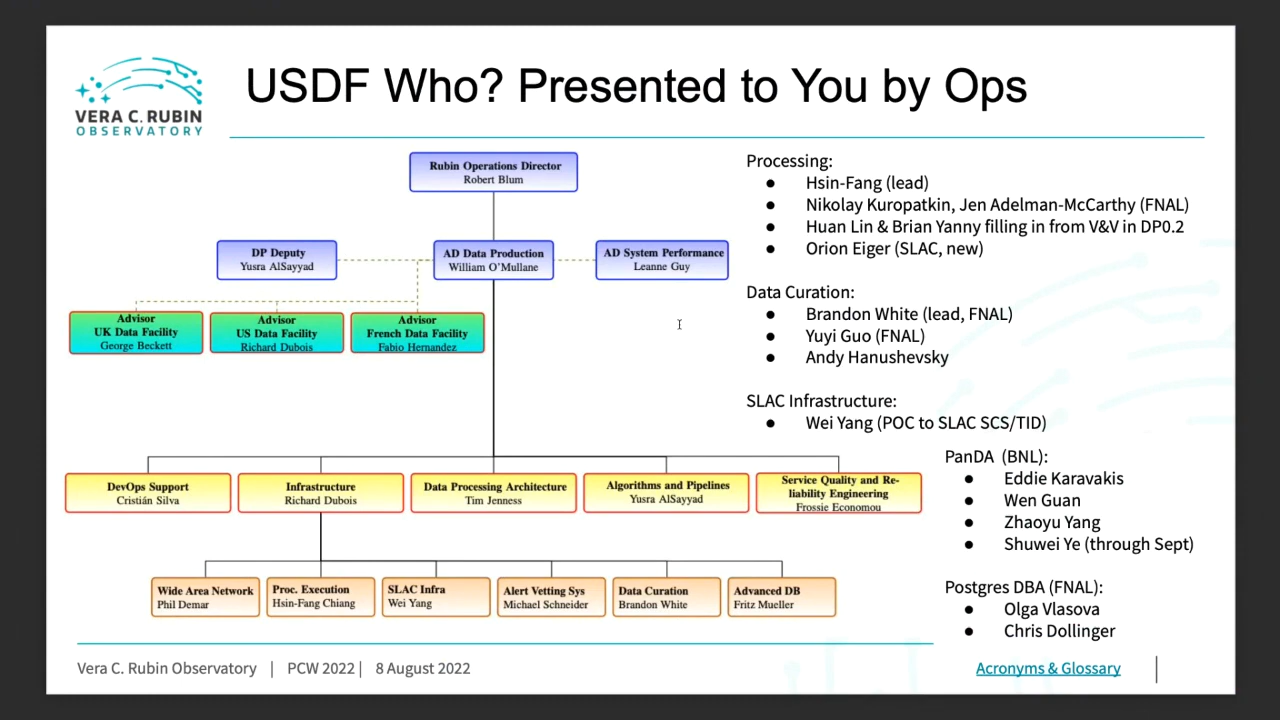 VERA C. RUBIN
OBSERVATORY
USDF Who? Presented to You by Ops
Rubin Operations Director
Robert Blum
DP Deputy
Yusra AlSayyad
AD Data Production
William O'Mullane
AD System Performance
Leanne Guy
Advisor
UK Data Facility
George Beckett
Advisor
US Data Facility
Richard Dubois
Advisor
French Data Facility
Fabio Hernandez
DevOps Support
Cristián Silva
Infrastructure
Richard Dubois
Data Processing Architecture
Tim Jenness
Algorithms and Pipelines
Yusra AlSayyad
Service Quality and Re-
liability Engineering
Frossie Economou
Wide Area Network
Phil Demar
Proc. Execution
Hsin-Fang Chiang
SLAC Infra
Wei Yang
Alert Vetting Sys
Michael Schneider
Data Curation
Brandon White
Advanced DB
Fritz Mueller
Processing:
● Hsin-Fang (lead)
● Nikolay Kuropatkin, Jen Adelman-McCarthy (FNAL)
● Huan Lin & Brian Yanny filling in from V&V in DP0.2
● Orion Eiger (SLAC, new)
Data Curation:
● Brandon White (lead, FNAL)
● Yuyi Guo (FNAL)
● Andy Hanushevsky
SLAC Infrastructure:
● Wei Yang (POC to SLAC SCS/TID)
PanDA (BNL):
● Eddie Karavakis
● Wen Guan
● Zhaoyu Yang
● Shuwei Ye (through Sept)
Postgres DBA (FNAL):
● Olga Vlasova
● Chris Dollinger
Vera C. Rubin Observatory | PCW 2022 | 8 August 2022
Acronyms & Glossary